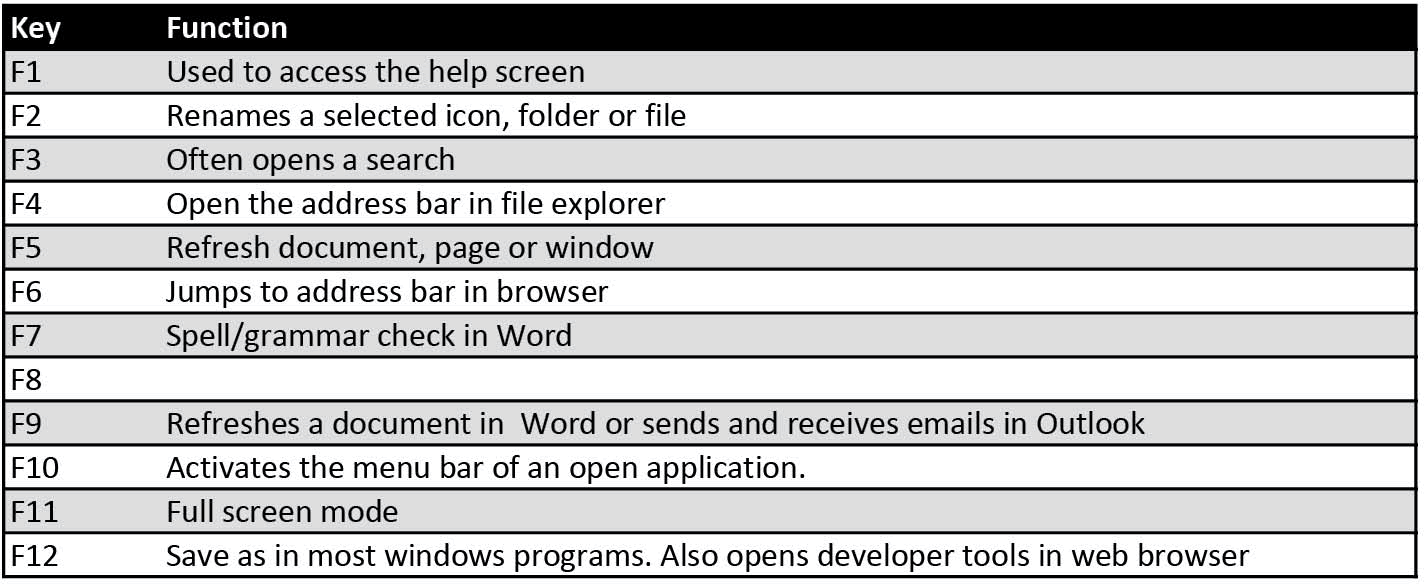 Key Function
F1 Used to access the help screen
F2 Renames a selected icon, folder or file
F3 Often opens a search
F4 Open the address bar in file explorer
F5 Refresh document, page or window
F6 Jumps to address bar in browser
F7 Spell/grammar check in Word
F8
F9 Refreshes a document in  Word or sends and receives emails in Outlook
F10 Activates the menu bar of an open application.
F11 Full screen mode
F12 Save as in most windows programs. Also opens developer tools in web browser